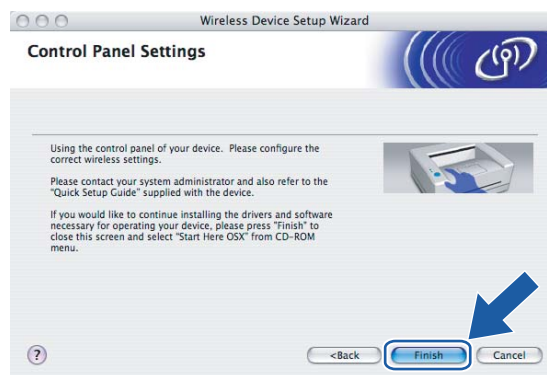 Wireless Device Setup Wizard
Control Panel Settings
Using the control panel of your device. Please configure the
correct wireless settings.
Please contact your system administrator and also refer to the
"Quick Setup Guide" supplied with the device.
If you would like to continue installing the drivers and software
necessary for operating your device, please press "Finish" to
close this screen and select "Start Here OSX" from CD-ROM
menu.
?
<Back
Finish
Cancel